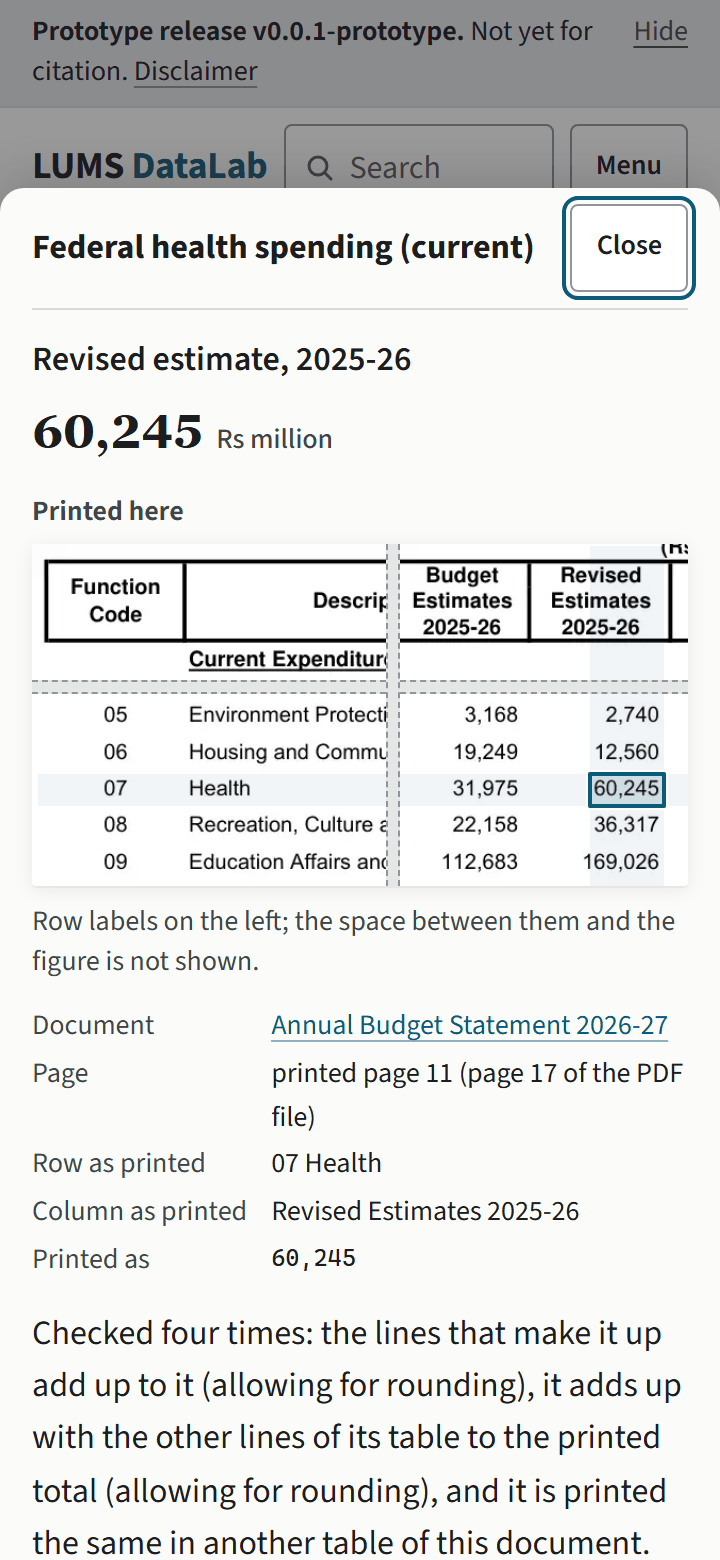 Prototype release v0.0.1-prototype. Not yet for Hide
citation. Disclaimer
LUMS DataLab Search Menu
Federal health spending (current) Close
Revised estimate, 2025-26
60,245 Rs million
Printed here
Function Code Descrip Budget Estimates 2025-26 Revised Estimates 2025-26
Current Expenditur
05 Environment Protecti 3,168 2,740
06 Housing and Commu 19,249 12,560
07 Health 31,975 60,245
08 Recreation, Culture a 22,158 36,317
09 Education Affairs and 112,683 169,026
Row labels on the left; the space between them and the
figure is not shown.
Document Annual Budget Statement 2026-27
Page printed page 11 (page 17 of the PDF
file)
Row as printed 07 Health
Column as printed Revised Estimates 2025-26
Printed as 60,245
Checked four times: the lines that make it up
add up to it (allowing for rounding), it adds up
with the other lines of its table to the printed
total (allowing for rounding), and it is printed
the same in another table of this document.